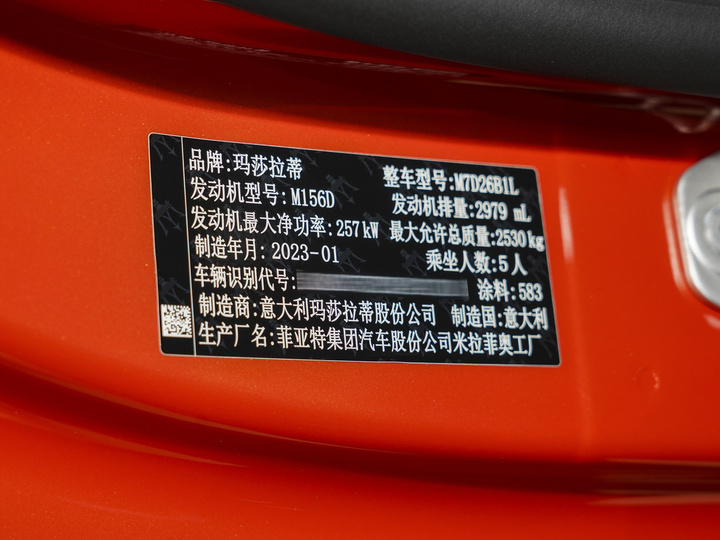 品牌:玛莎拉蒂 整车型号:M7D26B1L
发动机型号:M156D 发动机排量:2979 mL
发动机最大净功率:257kW 最大允许总质量:2530kg
制造年月:2023-01 乘坐人数:5人
车辆识别代号: 涂料:583
制造商:意大利玛莎拉蒂股份公司 制造国:意大利
生产厂名:菲亚特集团汽车股份公司米拉菲奥工厂